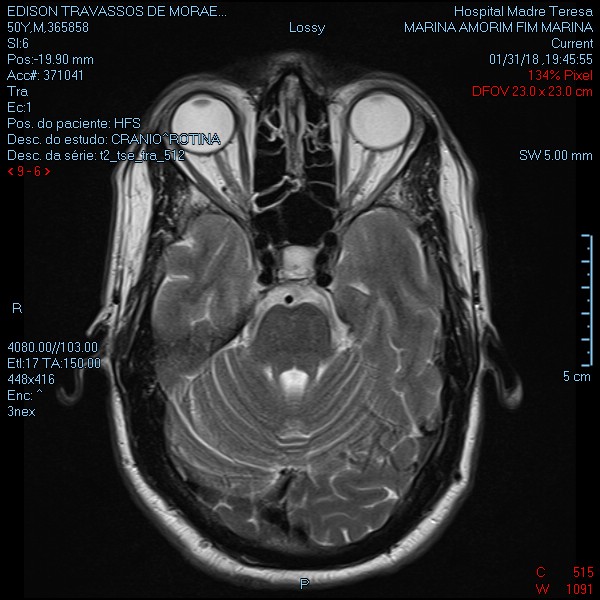 EDISON TRAVASSOS DE MORAE...
50Y,M,365858
Sl:6
Pos:-19.90 mm
Acc#: 371041
Tra
Ec:1
Pos. do paciente: HFS
Desc. do estudo: CRANIO^ROTINA
Desc. da série: t2_tse_tra_512
< 9 - 6 >
Lossy
Hospital Madre Teresa
MARINA AMORIM FIM MARINA
Current
01/31/18 ,19:45:55
134% Pixel
DFOV 23.0 x 23.0 cm
SW 5.00 mm
R
4080.00//103.00
Etl:17 TA:150.00
448x416
Enc: ^
3nex
5 cm
P
C 515
W 1091